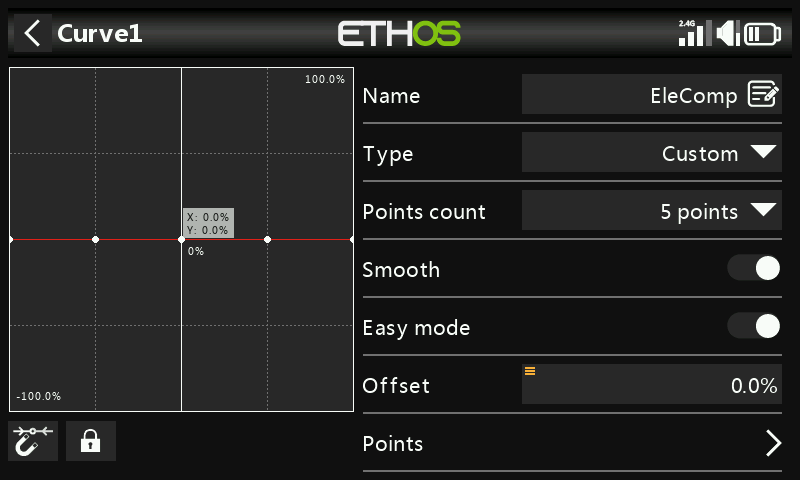 Curve1
ETHOS
2.4G
100.0%
X: 0.0%
Y: 0.0%
0%
-100.0%
Name
EleComp
Type
Custom
Points count
5 points
Smooth
Easy mode
Offset
0.0%
Points